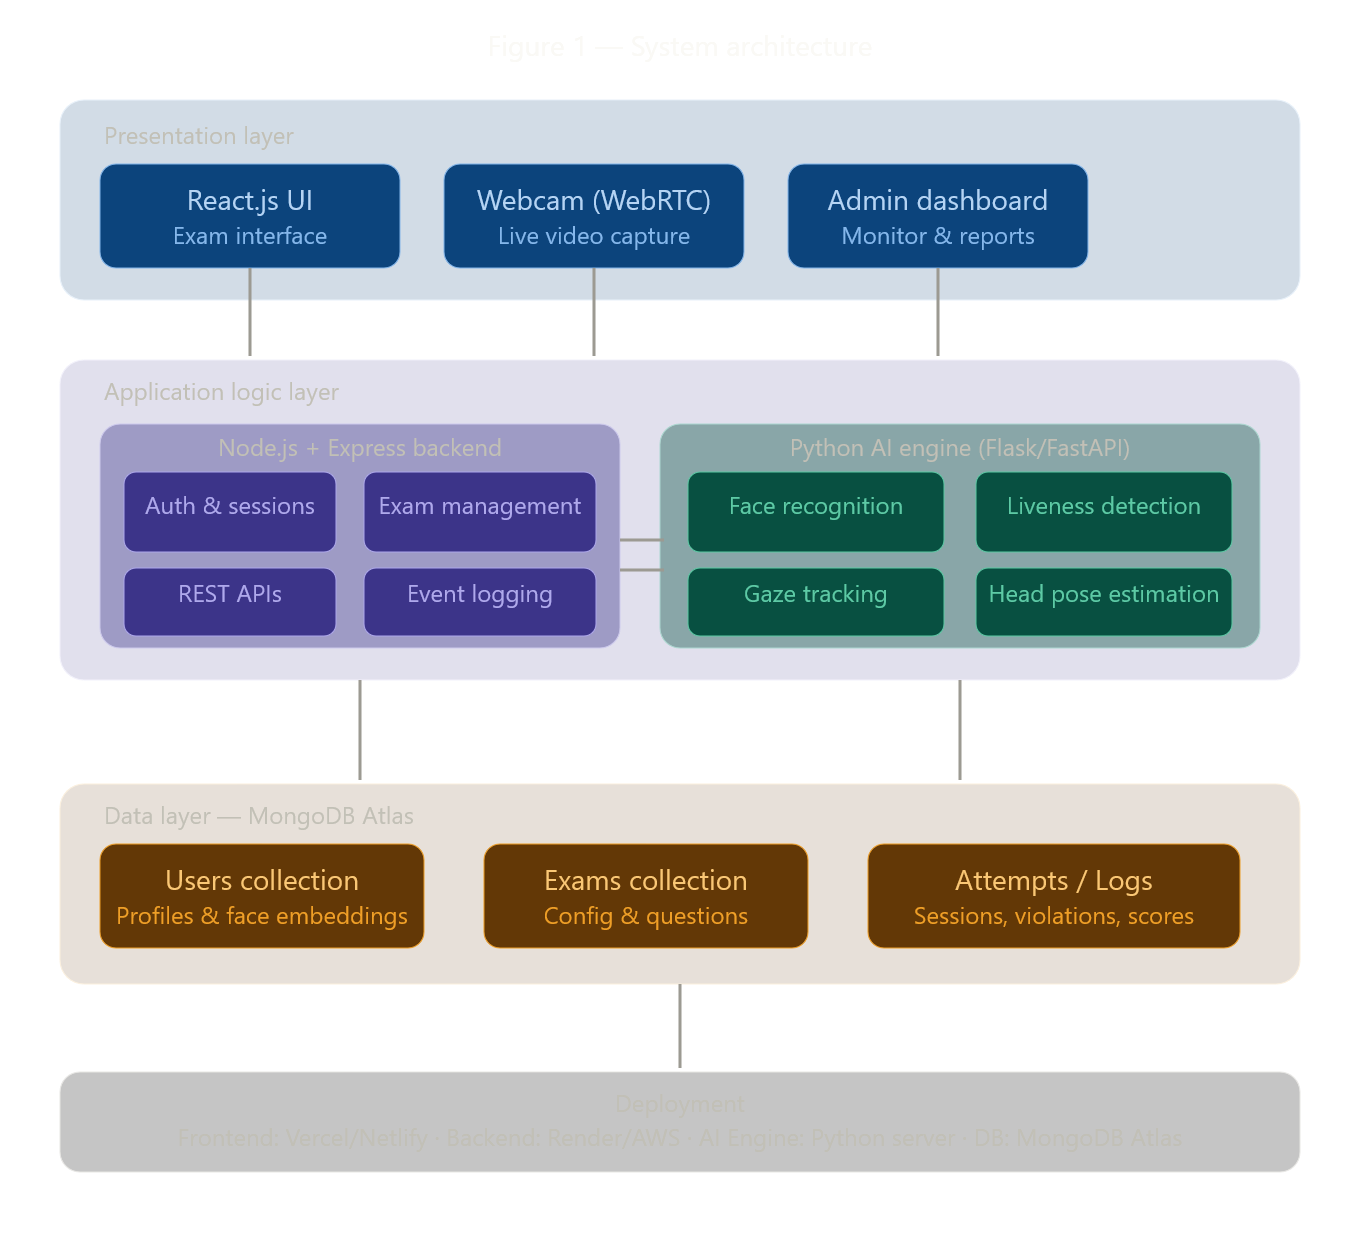 Figure 1 — System architecture
Presentation layer
React.js UI
Exam interface
Webcam (WebRTC)
Live video capture
Admin dashboard
Monitor & reports
Application logic layer
Node.js + Express backend
Auth & sessions
Exam management
REST APIs
Event logging
Python AI engine (Flask/FastAPI)
Face recognition
Liveness detection
Gaze tracking
Head pose estimation
Data layer — MongoDB Atlas
Users collection
Profiles & face embeddings
Exams collection
Config & questions
Attempts / Logs
Sessions, violations, scores
Deployment
Frontend: Vercel/Netlify · Backend: Render/AWS · AI Engine: Python server · DB: MongoDB Atlas